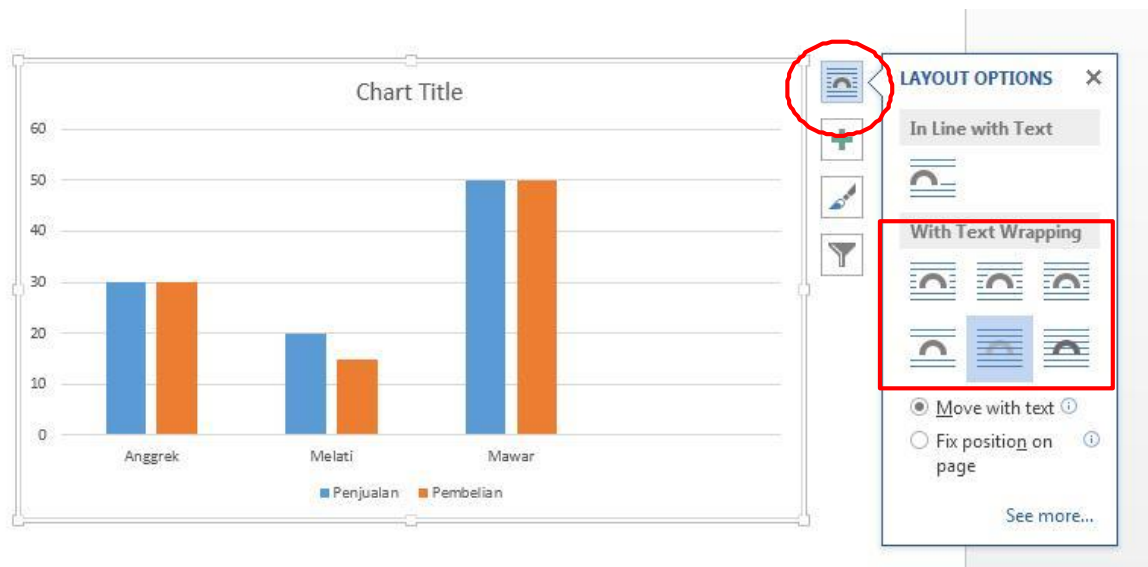 Chart Title
60
50
40
30
20
10
0
Anggrek
Melati
Mawar
Penjualan Pembelian
LAYOUT OPTIONS
In Line with Text
With Text Wrapping
Move with text
Fix position on
page
See more...